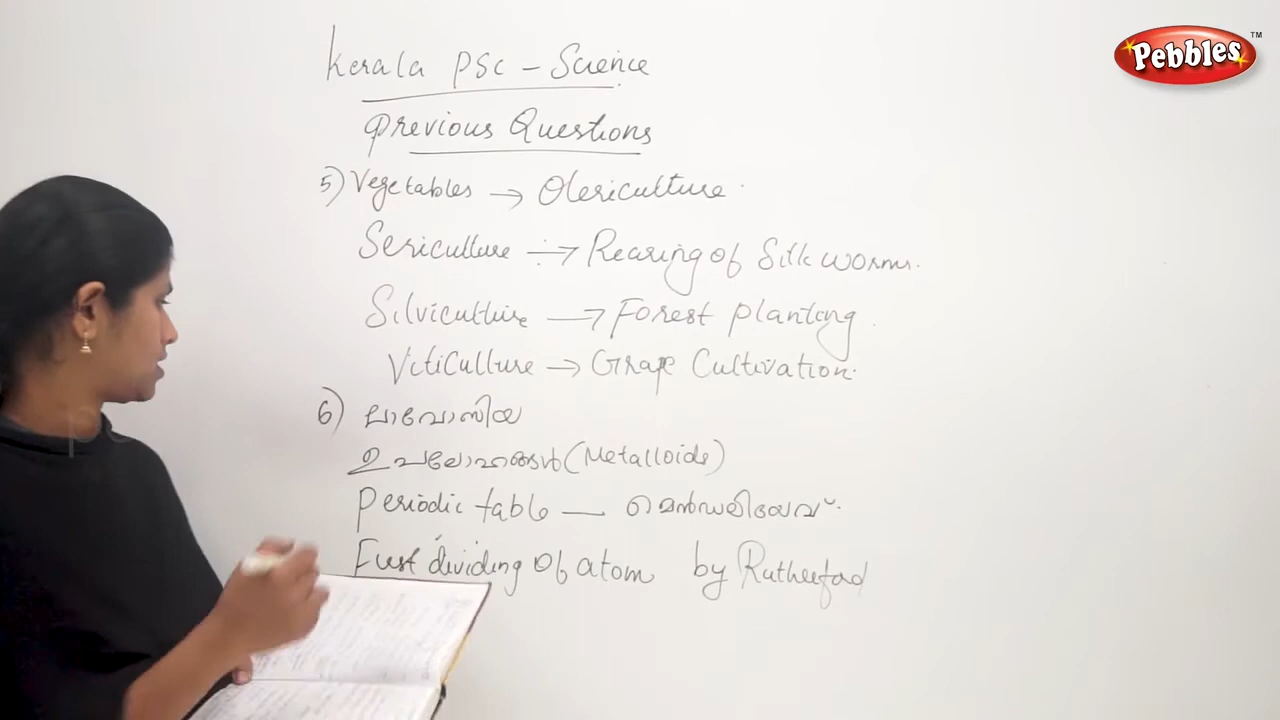 Pebbles TM
Kerala PSC - Science
Previous Questions
5) Vegetables → Olericulture.
Sericulture → Rearing of Silk worms.
Silviculture → Forest planting.
Viticulture → Grape Cultivation.
6) ലാവോസിയ
ഉപലോഹങ്ങൾ (Metalloids)
Periodic table — മെൻഡലിയേവ്.
First dividing of atom by Rutherford